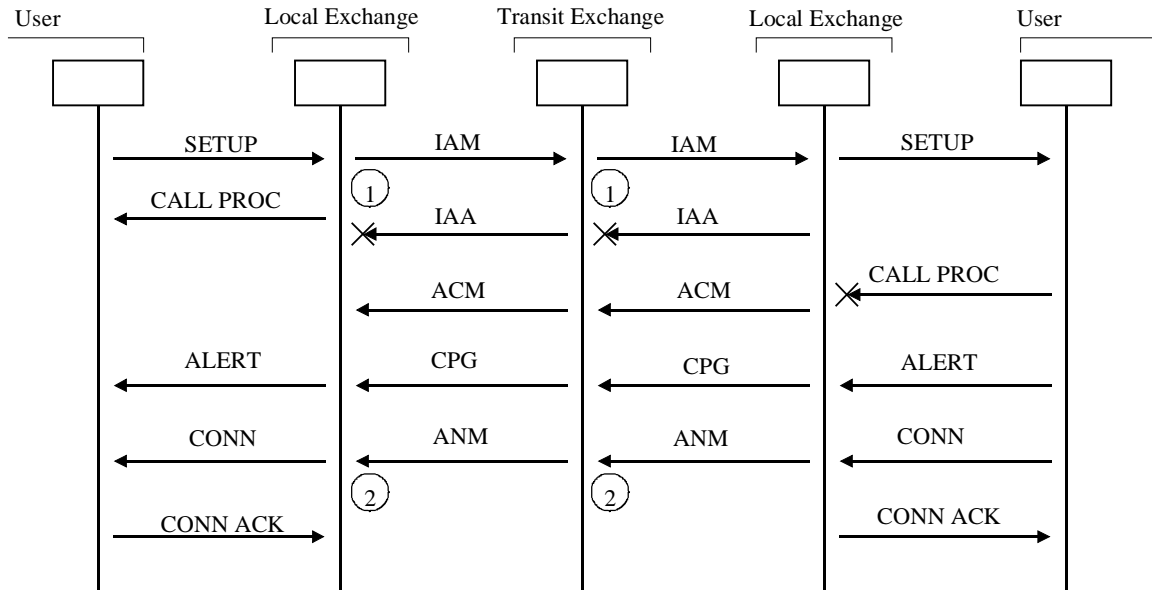 User Local Exchange Transit Exchange Local Exchange User
SETUP IAM IAM SETUP
1 1
CALL PROC IAA IAA
CALL PROC
ACM ACM
ALERT CPG CPG ALERT
CONN ANM ANM CONN
2 2
CONN ACK CONN ACK